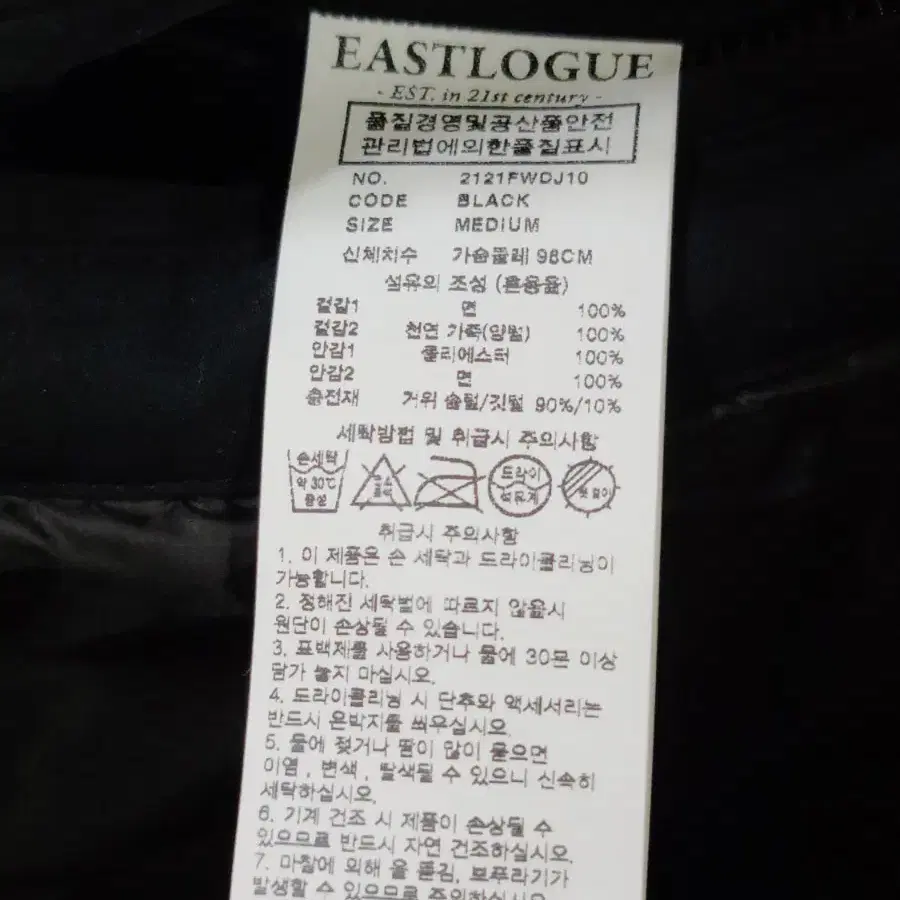 EASTLOGUE
- EST. in 21st century -
품질경영및공산품안전
관리법에의한품질표시
NO. 2121FWDJ10
CODE BLACK
SIZE MEDIUM
신체치수 가슴둘레 98CM
섬유의 조성 (혼용율)
겉감1 면 100%
겉감2 천연 가죽(양털) 100%
안감1 폴리에스터 100%
안감2 면 100%
충전재 거위 솜털/깃털 90%/10%
세탁방법 및 취급시 주의사항
손세탁 드라이
약 30℃ 석유계
중성
취급시 주의사항
1. 이 제품은 손 세탁과 드라이클리닝이
가능합니다.
2. 정해진 세탁법에 따르지 않을시
원단이 손상될 수 있습니다.
3. 표백제를 사용하거나 물에 30분 이상
담가 놓지 마십시오.
4. 드라이클리닝 시 단추와 액세서리는
반드시 은박지를 씌우십시오.
5. 물에 젖거나 땀이 많이 묻으면
이염 , 변색 , 탈색될 수 있으니 신속히
세탁하십시오.
6. 기계 건조 시 제품이 손상될 수
있으므로 반드시 자연 건조하십시오.
7. 마찰에 의해 올 뜯김, 보푸라기가
발생할 수 있으므로 주의하십시오